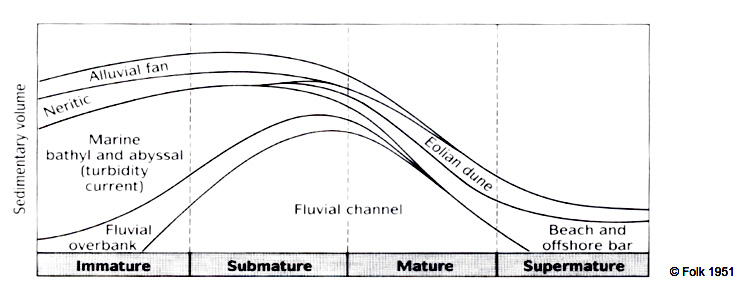 Sedimentary volume
Alluvial fan
Neritic
Marine
bathyl and abyssal
(turbidity
current)
Fluvial
overbank
Fluvial channel
Eolian dune
Beach and
offshore bar
Immature
Submature
Mature
Supermature
© Folk 1951